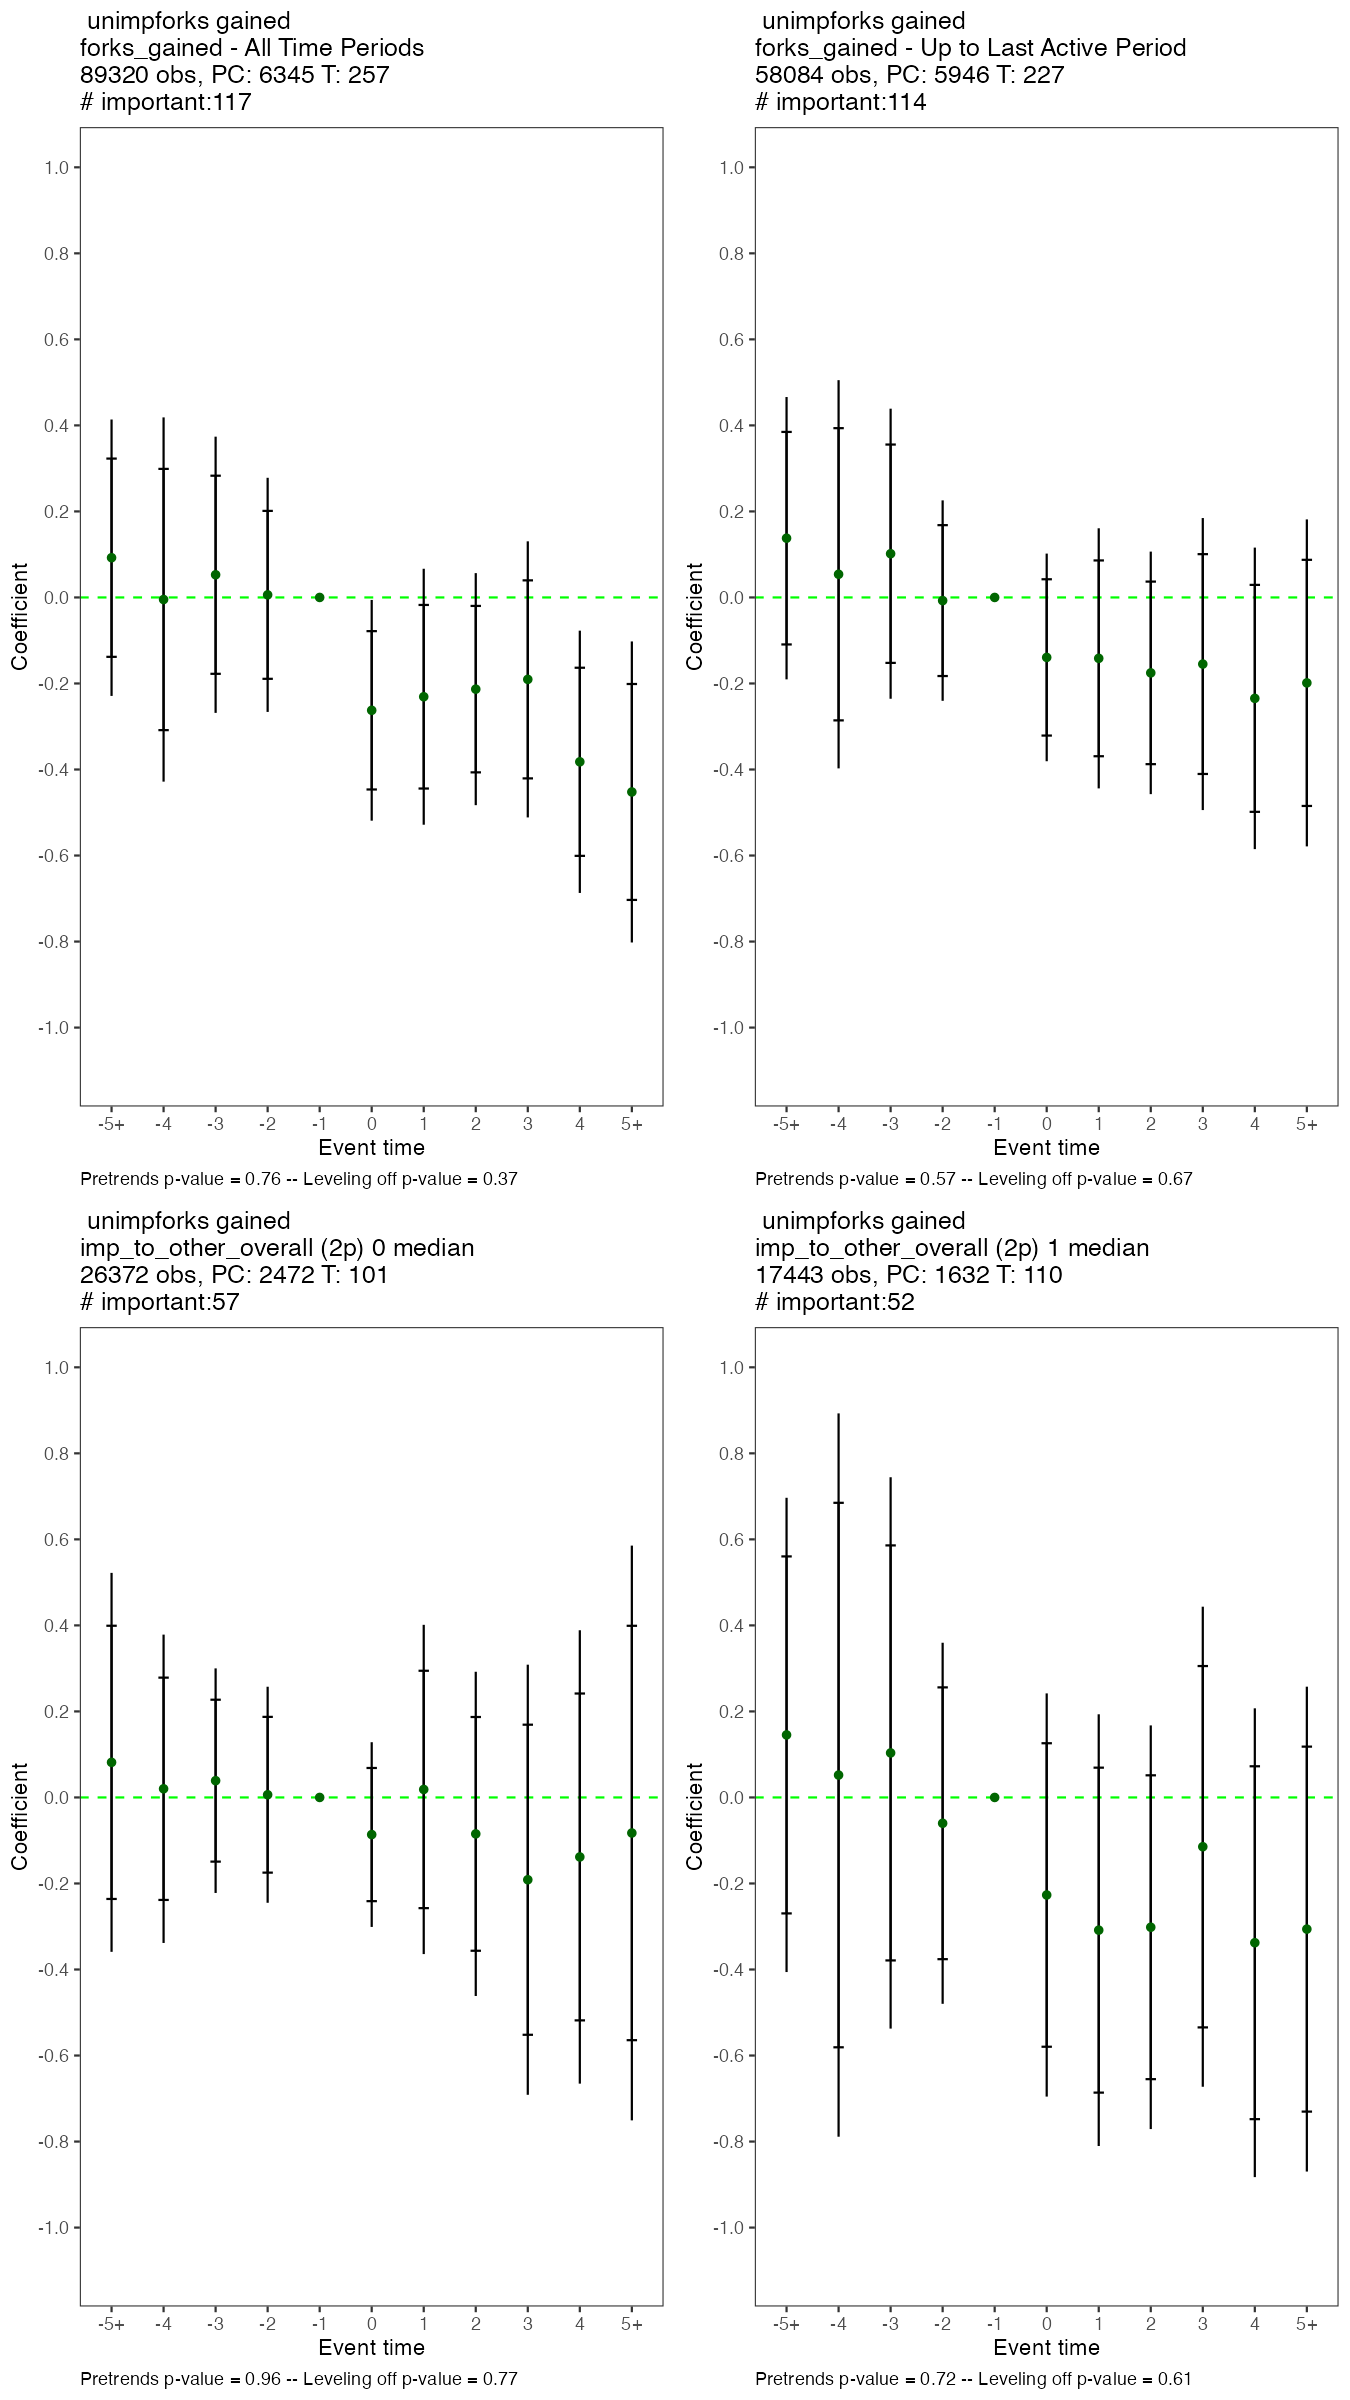 unimpforks gained
forks_gained - All Time Periods
89320 obs, PC: 6345 T: 257
# important:117
1.0
0.8
0.6
0.4
0.2
0.0
-0.2
-0.4
-0.6
-0.8
-1.0
Coefficient
-5+ -4 -3 -2 -1 0 1 2 3 4 5+
Event time
Pretrends p-value = 0.76 -- Leveling off p-value = 0.37
unimpforks gained
forks_gained - Up to Last Active Period
58084 obs, PC: 5946 T: 227
# important:114
1.0
0.8
0.6
0.4
0.2
0.0
-0.2
-0.4
-0.6
-0.8
-1.0
Coefficient
-5+ -4 -3 -2 -1 0 1 2 3 4 5+
Event time
Pretrends p-value = 0.57 -- Leveling off p-value = 0.67
unimpforks gained
imp_to_other_overall (2p) 0 median
26372 obs, PC: 2472 T: 101
# important:57
1.0
0.8
0.6
0.4
0.2
0.0
-0.2
-0.4
-0.6
-0.8
-1.0
Coefficient
-5+ -4 -3 -2 -1 0 1 2 3 4 5+
Event time
Pretrends p-value = 0.96 -- Leveling off p-value = 0.77
unimpforks gained
imp_to_other_overall (2p) 1 median
17443 obs, PC: 1632 T: 110
# important:52
1.0
0.8
0.6
0.4
0.2
0.0
-0.2
-0.4
-0.6
-0.8
-1.0
Coefficient
-5+ -4 -3 -2 -1 0 1 2 3 4 5+
Event time
Pretrends p-value = 0.72 -- Leveling off p-value = 0.61